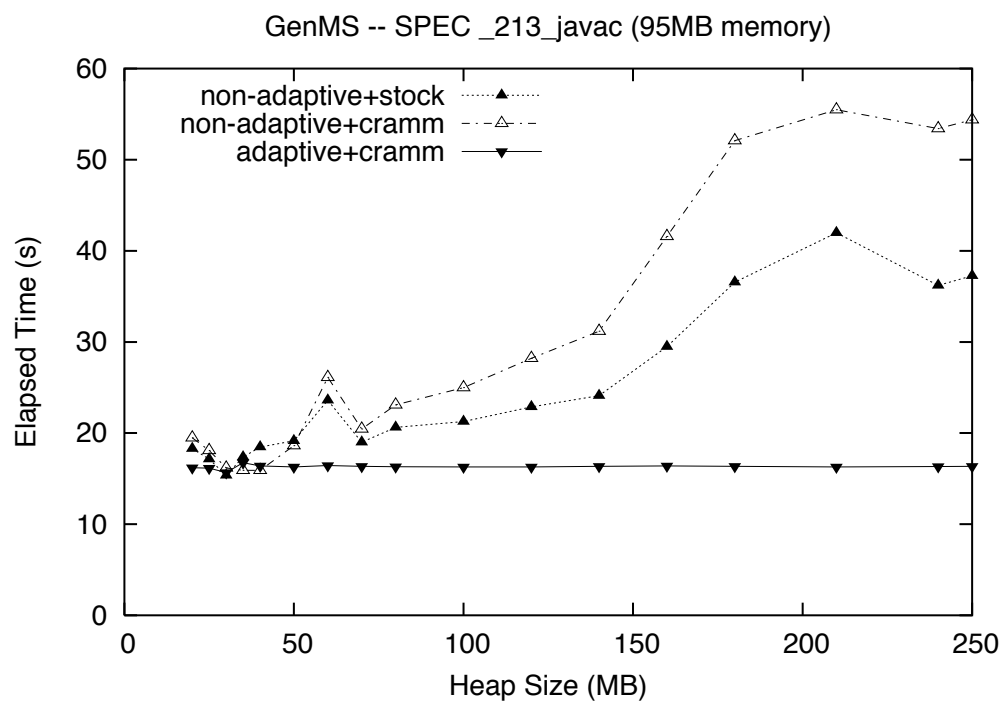 GenMS -- SPEC _213_javac (95MB memory)
60
50
40
30
20
10
0
Elapsed Time (s)
non-adaptive+stock
non-adaptive+cramm
adaptive+cramm
0 50 100 150 200 250
Heap Size (MB)